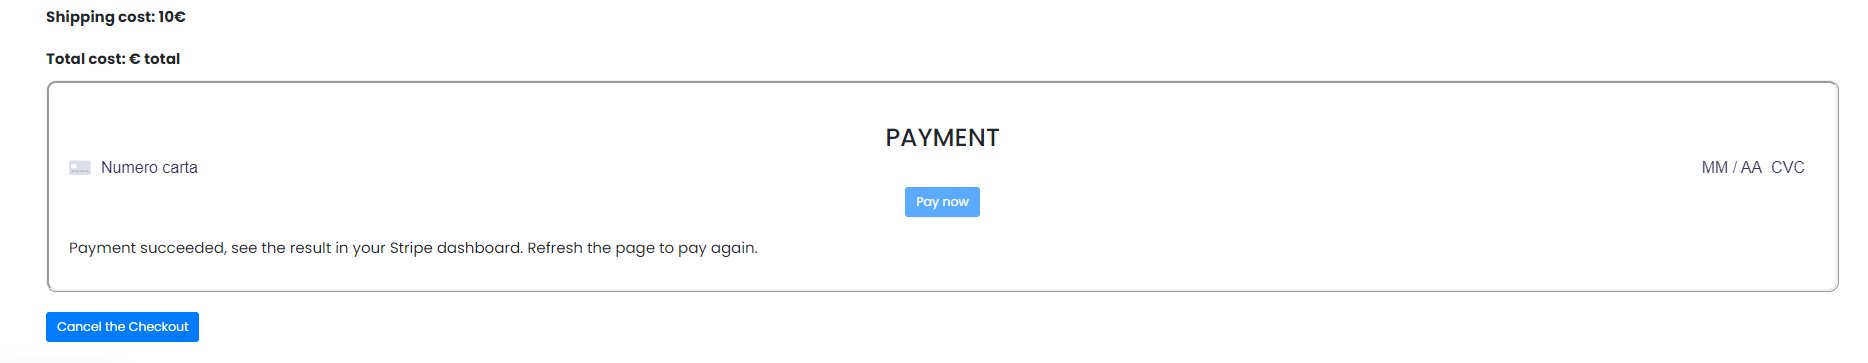 Shipping cost: 10€
Total cost: € total
PAYMENT
Numero carta MM / AA CVC
Pay now
Payment succeeded, see the result in your Stripe dashboard. Refresh the page to pay again.
Cancel the Checkout